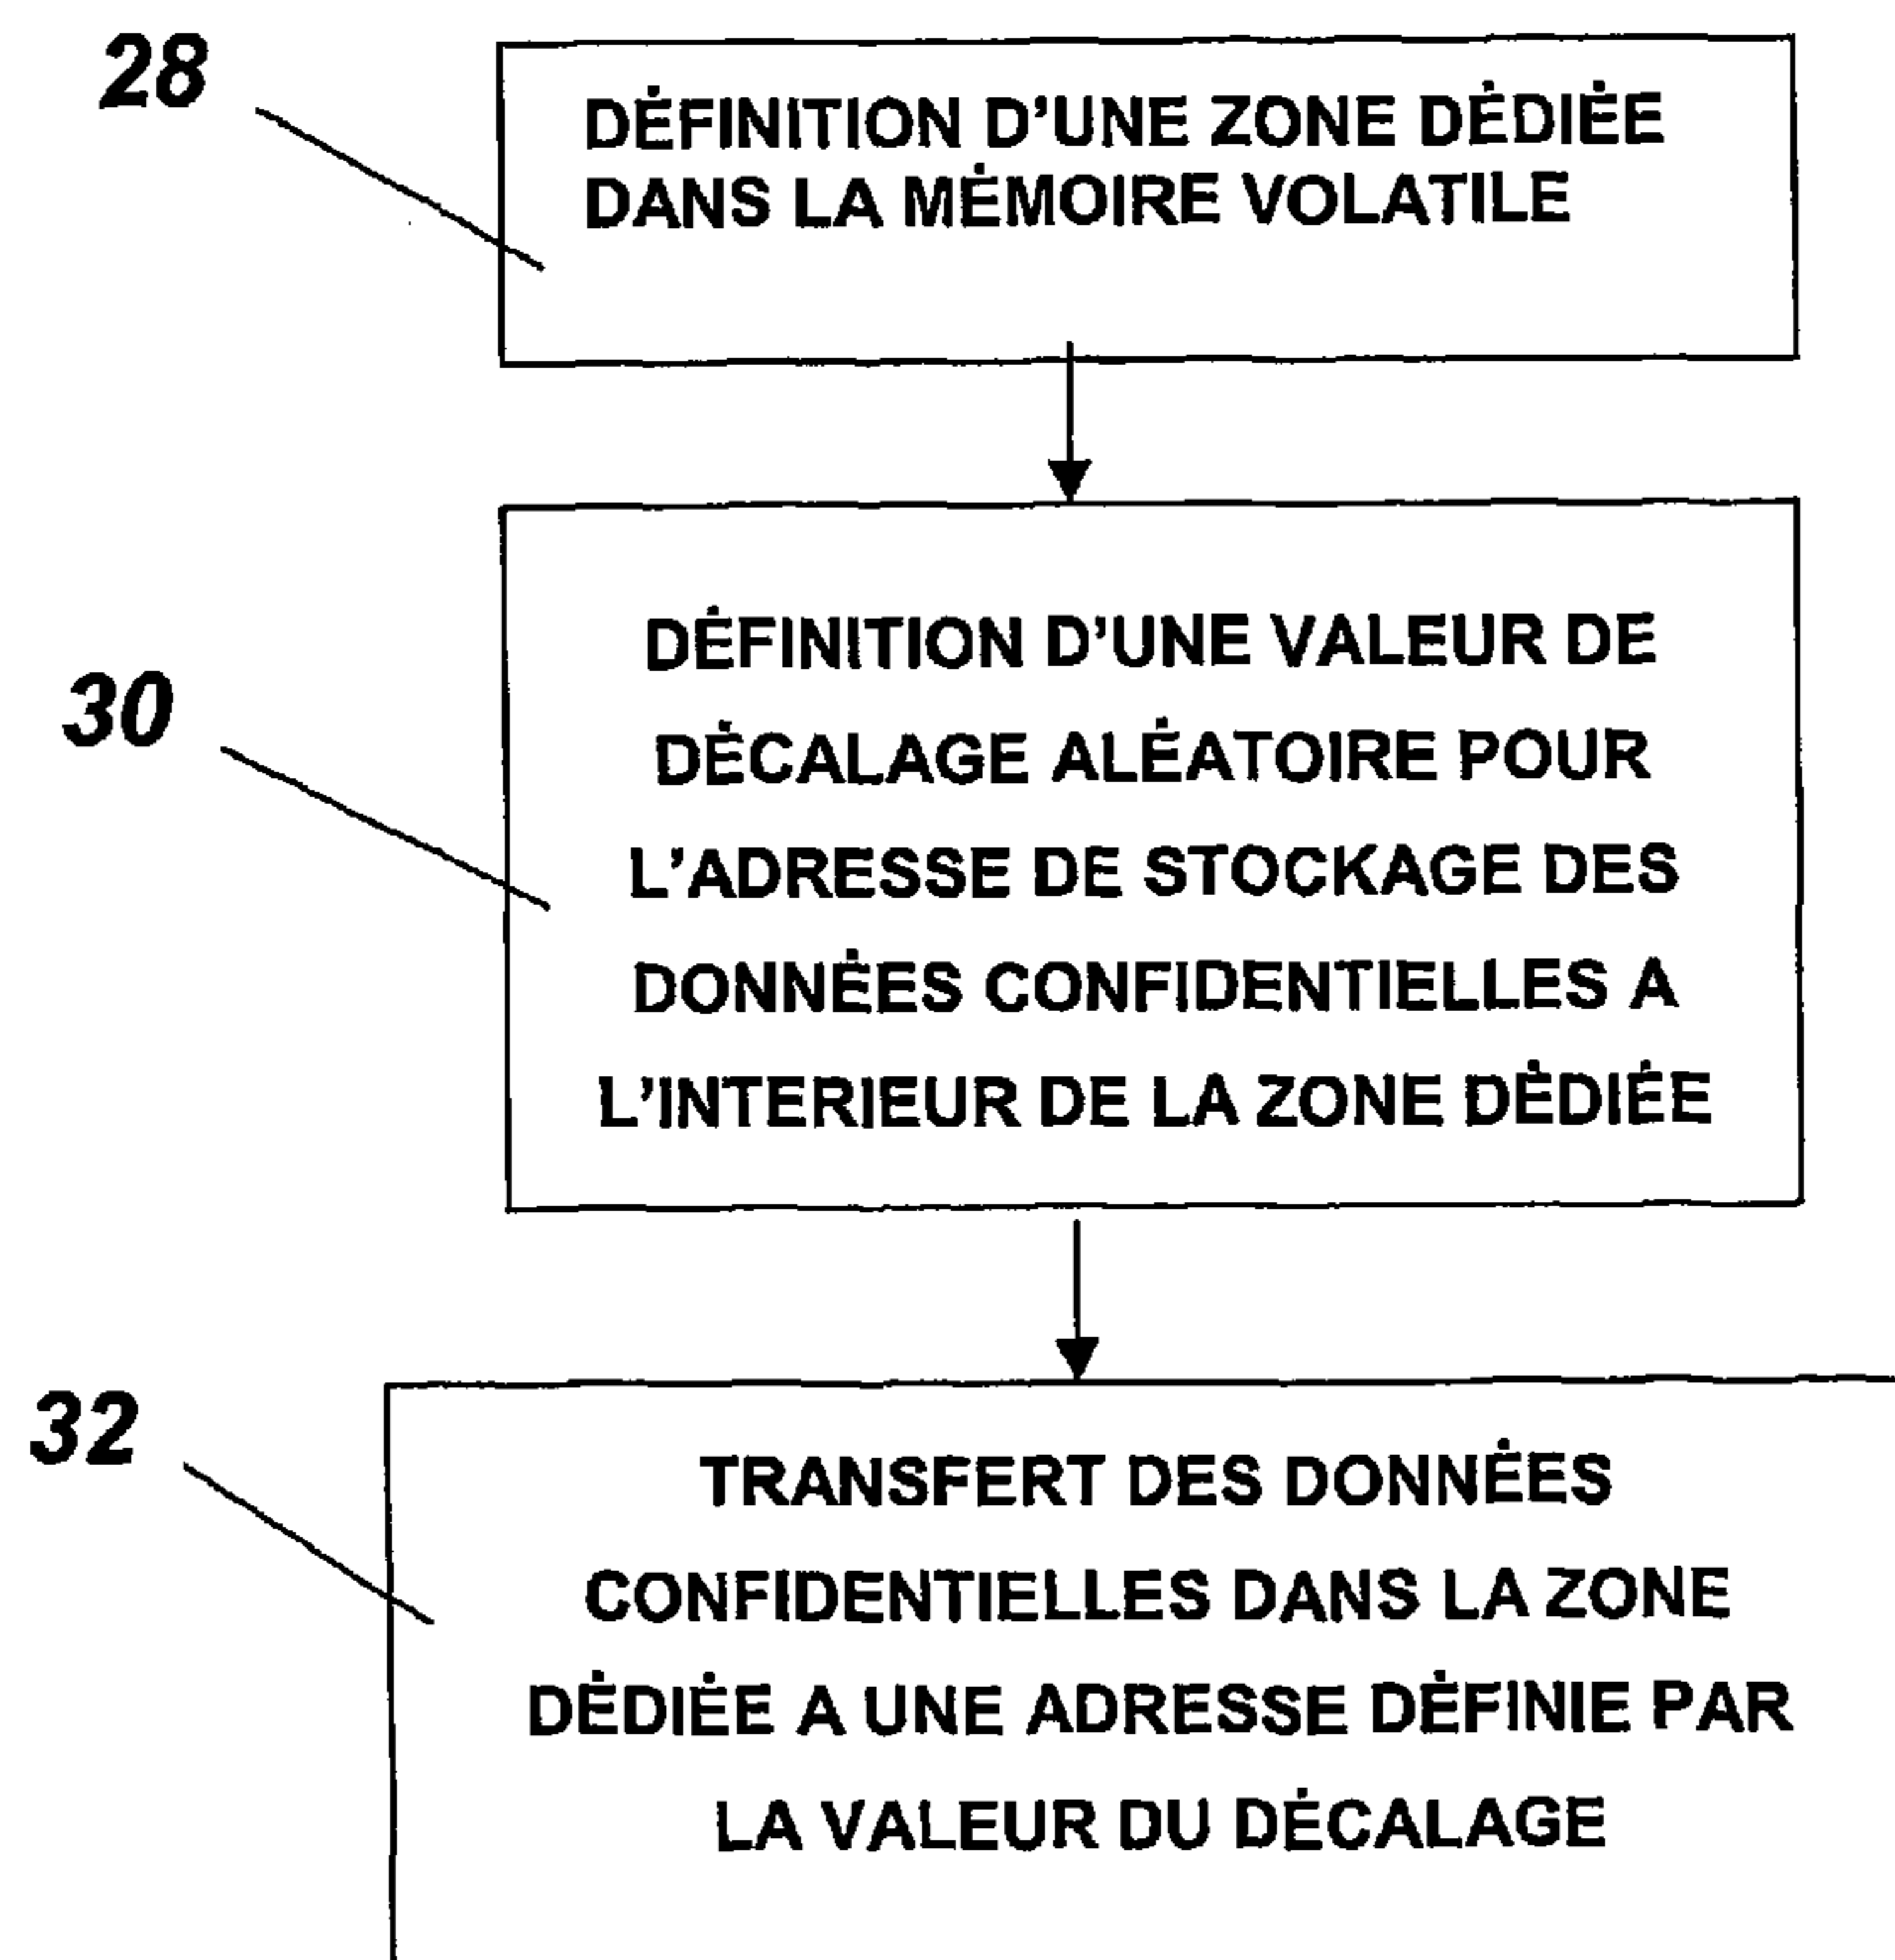 28
DÉFINITION D'UNE ZONE DÉDIÉE
DANS LA MÉMOIRE VOLATILE
30
DÉFINITION D'UNE VALEUR DE
DÉCALAGE ALÉATOIRE POUR
L'ADRESSE DE STOCKAGE DES
DONNÉES CONFIDENTIELLES A
L'INTERIEUR DE LA ZONE DÉDIÉE
32
TRANSFERT DES DONNÉES
CONFIDENTIELLES DANS LA ZONE
DÉDIÉE A UNE ADRESSE DÉFINIE PAR
LA VALEUR DU DÉCALAGE